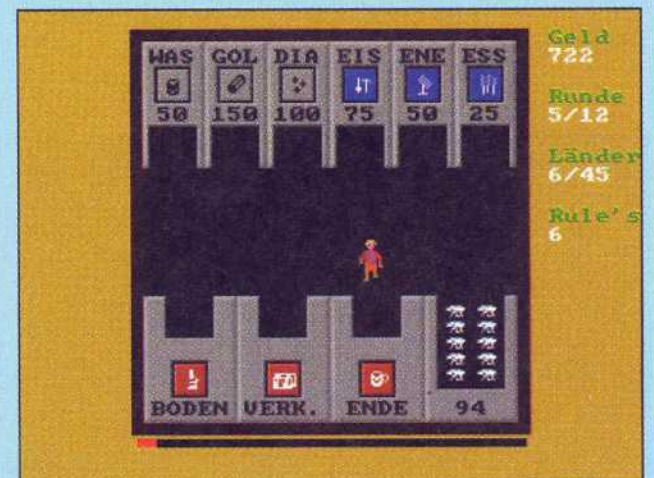 WAS GOL DIA EIS ENE ESS
50 150 100 75 50 25
Geld
722
Runde
5/12
Länder
6/45
Rule's
6
BODEN VERK. ENDE 94